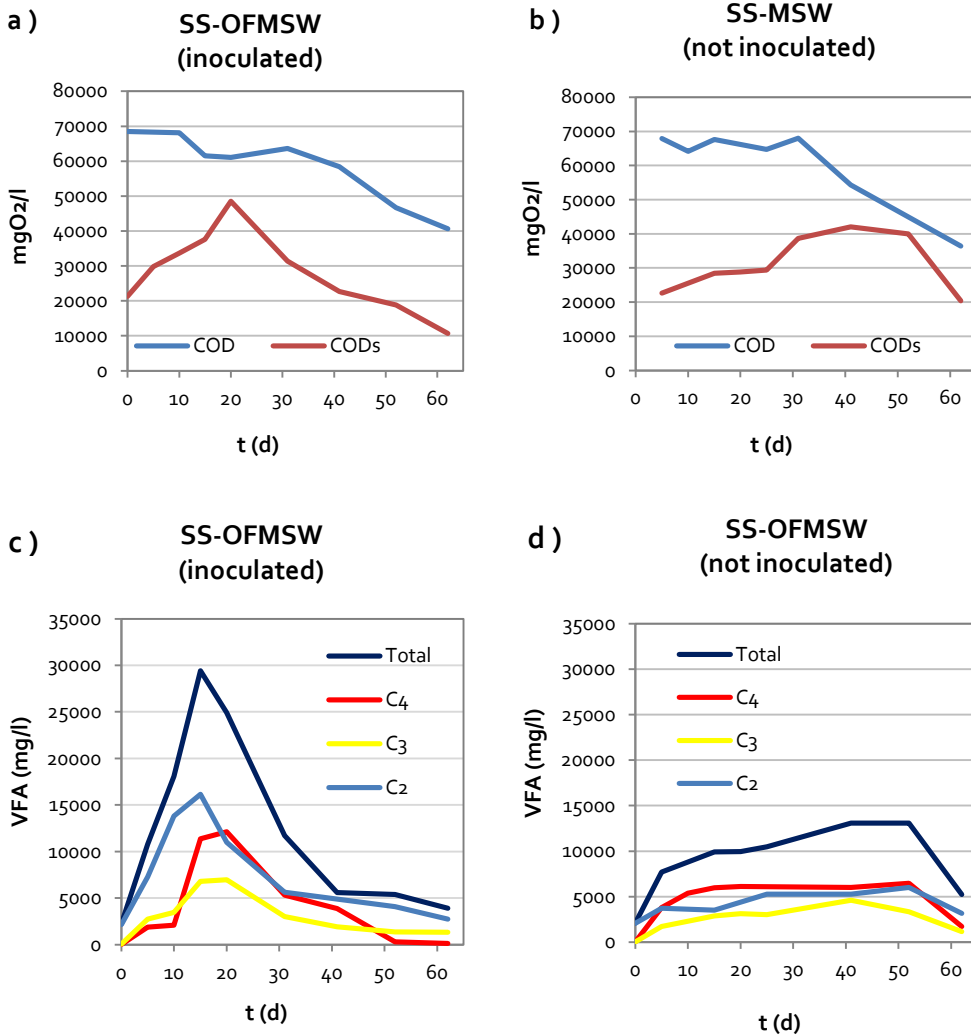 a )
SS-OFMSW
(inoculated)
80000
70000
60000
50000
40000
30000
20000
10000
0
mgO2/l
COD
CODs
0 10 20 30 40 50 60
t (d)
b )
SS-MSW
(not inoculated)
80000
70000
60000
50000
40000
30000
20000
10000
0
mgO2/l
COD
CODs
0 10 20 30 40 50 60
t (d)
c )
SS-OFMSW
(inoculated)
35000
30000
25000
20000
15000
10000
5000
0
VFA (mg/l)
Total
C4
C3
C2
0 10 20 30 40 50 60
t (d)
d )
SS-OFMSW
(not inoculated)
35000
30000
25000
20000
15000
10000
5000
0
VFA (mg/l)
Total
C4
C3
C2
0 10 20 30 40 50 60
t (d)